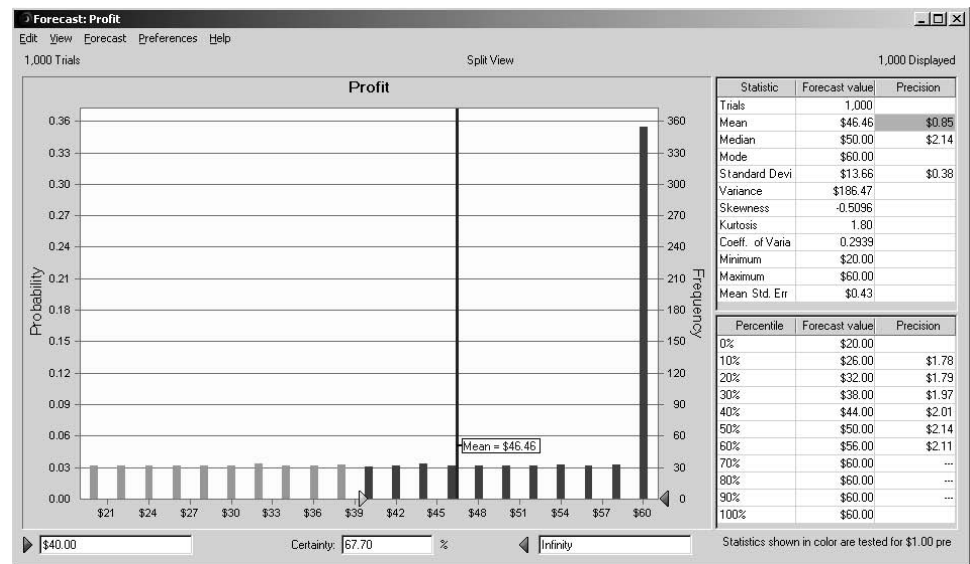 Forecast: Profit
Edit View Forecast Preferences Help
1,000 Trials Split View 1,000 Displayed
Profit
Probability
0.36
0.33
0.30
0.27
0.24
0.21
0.18
0.15
0.12
0.09
0.06
0.03
0.00
Mean = $46.46
360
330
300
270
240
210
180
150
120
90
60
30
0
Frequency
$21 $24 $27 $30 $33 $36 $39 $42 $45 $48 $51 $54 $57 $60
Statistic Forecast value Precision
Trials 1,000
Mean $46.46 $0.85
Median $50.00 $2.14
Mode $60.00
Standard Devi $13.66 $0.38
Variance $186.47
Skewness -0.5096
Kurtosis 1.80
Coeff. of Varia 0.2939
Minimum $20.00
Maximum $60.00
Mean Std. Err $0.43
Percentile Forecast value Precision
0% $20.00
10% $26.00 $1.78
20% $32.00 $1.79
30% $38.00 $1.97
40% $44.00 $2.01
50% $50.00 $2.14
60% $56.00 $2.11
70% $60.00 ---
80% $60.00 ---
90% $60.00 ---
100% $60.00
$40.00 Certainty: 67.70 % Infinity
Statistics shown in color are tested for $1.00 pre